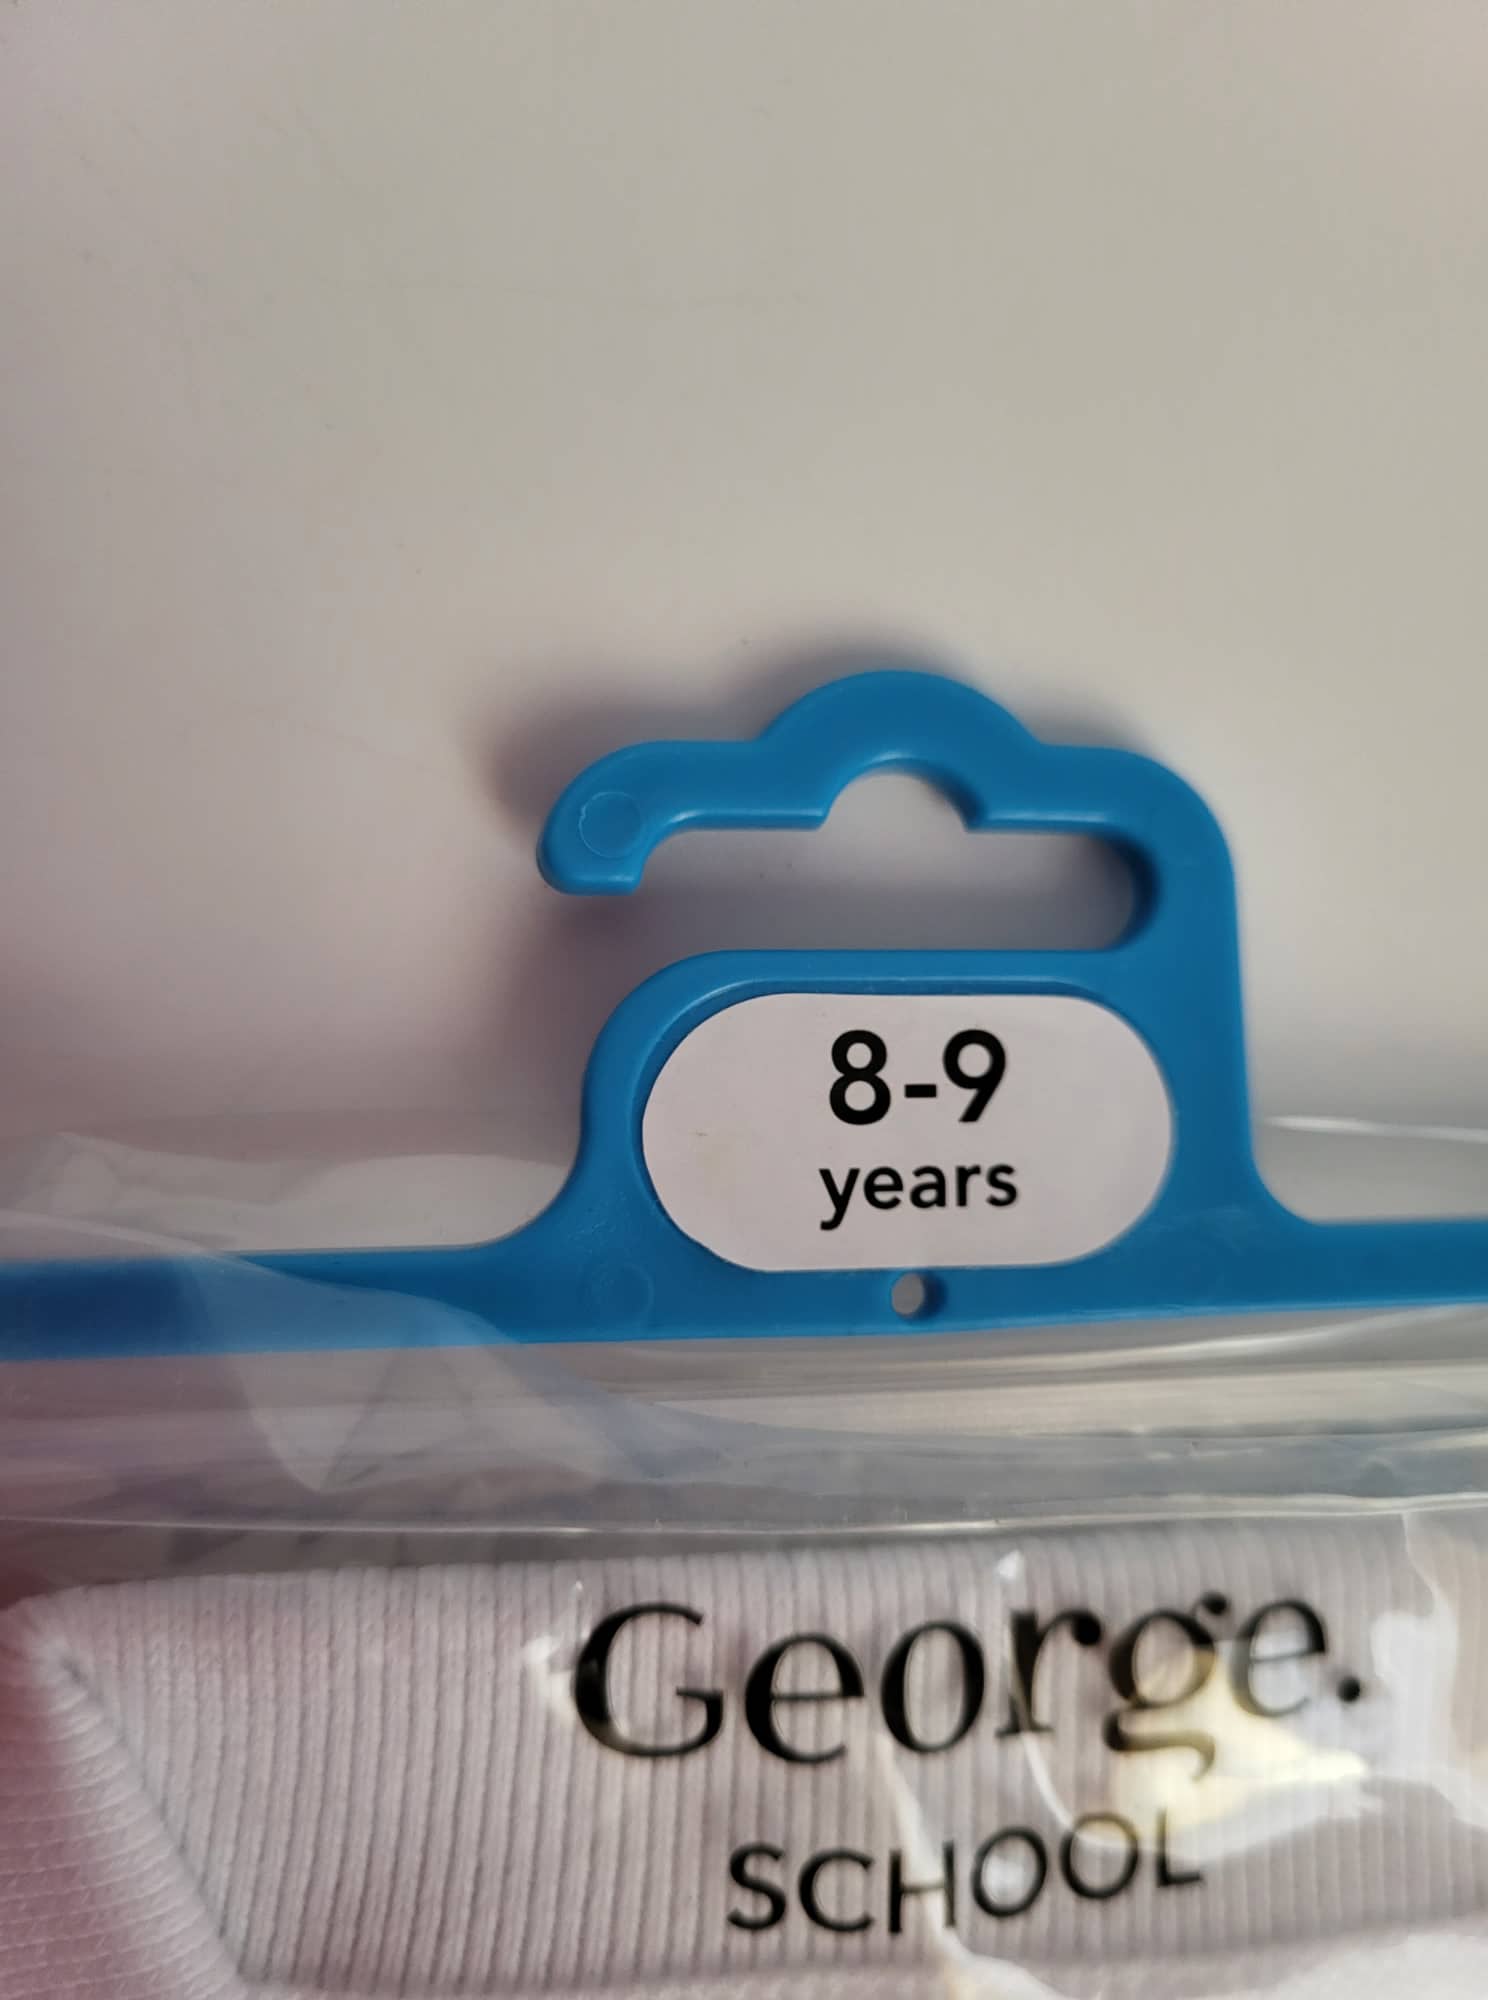 8-9
years
George.
SCHOOL